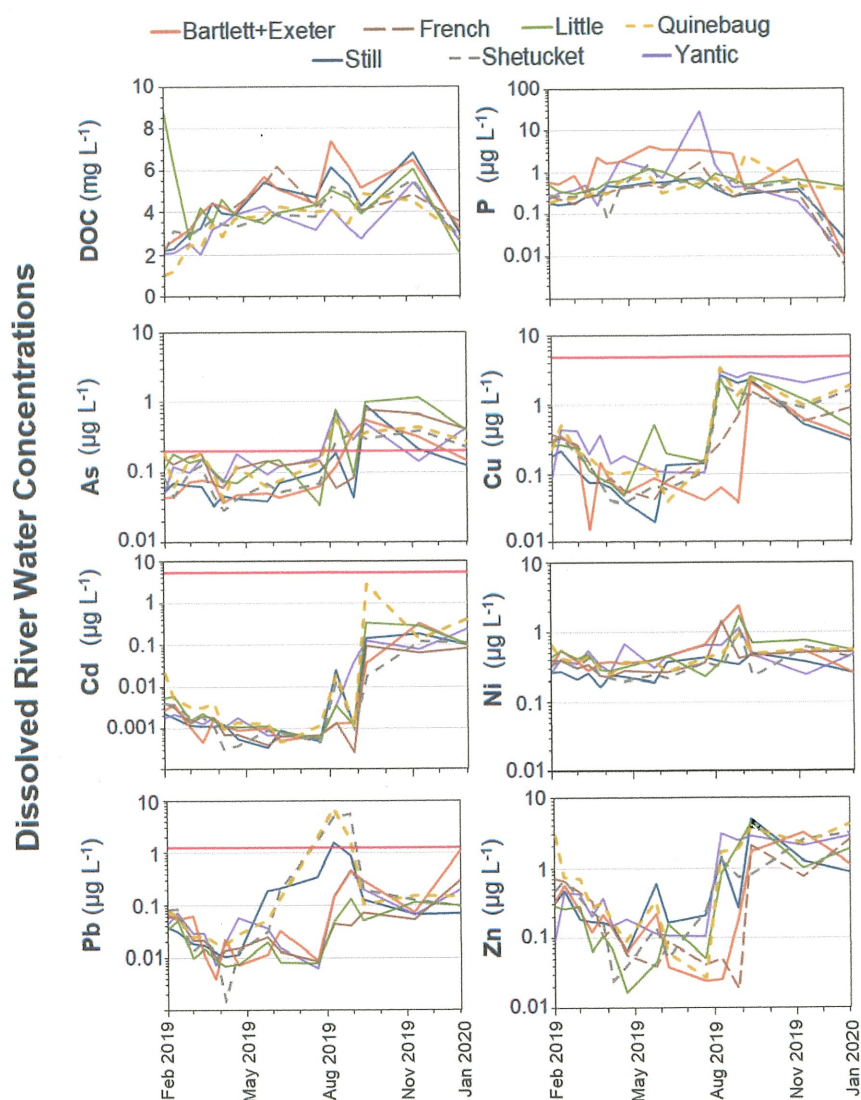 Bartlett+Exeter French Little Quinebaug
Still Shetucket Yantic
Dissolved River Water Concentrations
DOC (mg L⁻¹)
10
8
6
4
2
0
P (µg L⁻¹)
100
10
1
0.1
0.01
As (µg L⁻¹)
10
1
0.1
0.01
Cu (µg L⁻¹)
10
1
0.1
0.01
Cd (µg L⁻¹)
10
1
0.1
0.01
0.001
Ni (µg L⁻¹)
10
1
0.1
0.01
Pb (µg L⁻¹)
10
1
0.1
0.01
Zn (µg L⁻¹)
10
1
0.1
0.01
Feb 2019
May 2019
Aug 2019
Nov 2019
Jan 2020
Feb 2019
May 2019
Aug 2019
Nov 2019
Jan 2020